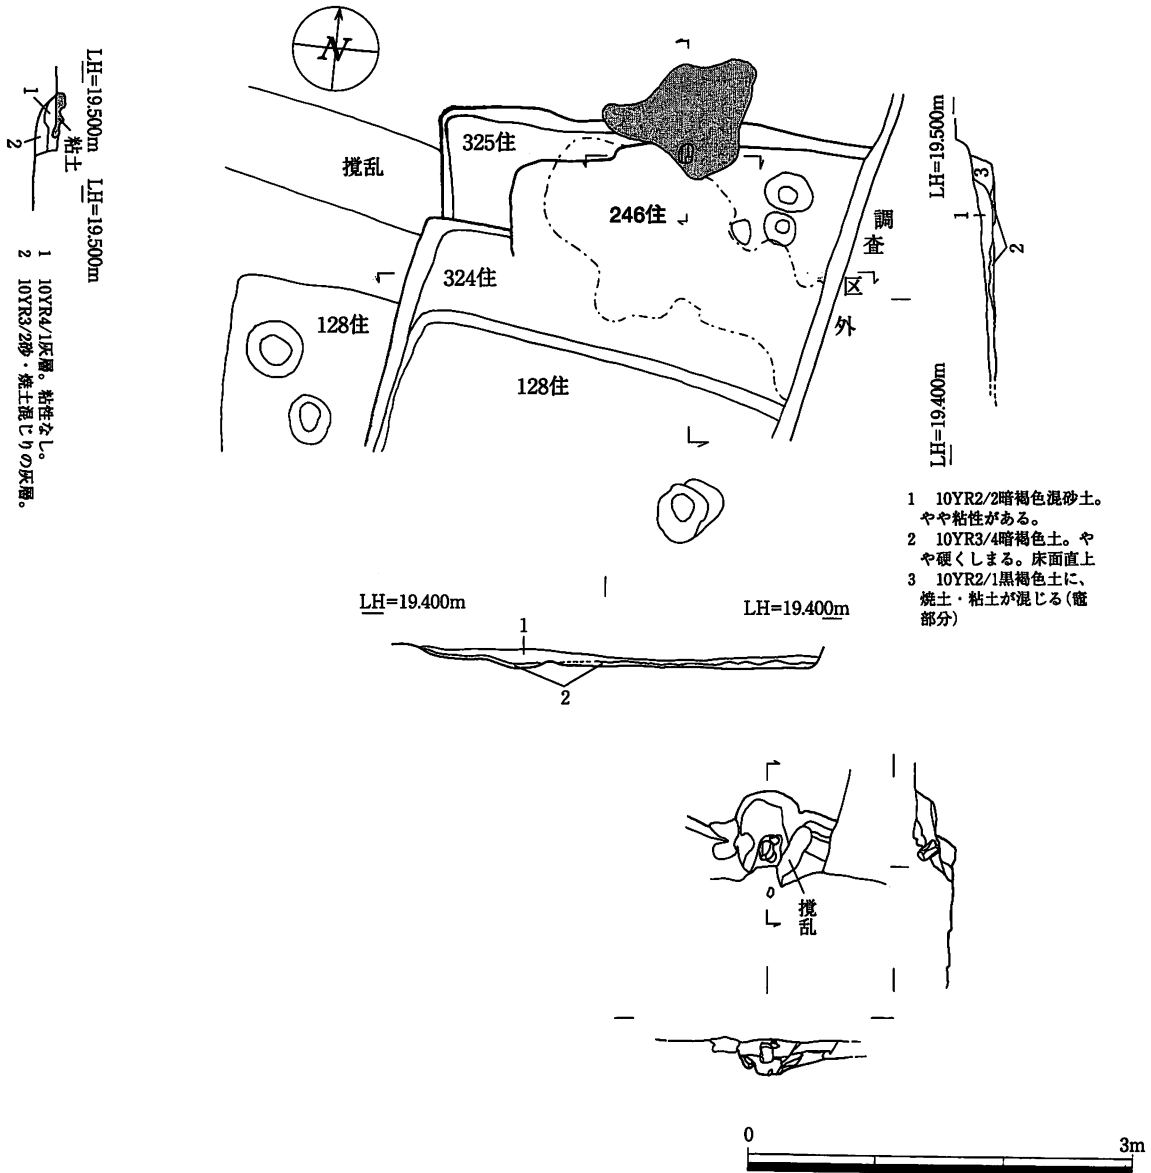 N
LH=19.500m
LH=19.500m
1
2
粘土
1 10YR4/1灰層。粘性なし。
2 10YR3/2砂・焼土混じりの灰層。
325住
撹乱
246住
324住
128住
128住
調査区外
LH=19.500m
LH=19.400m
3
1
2
1 10YR2/2暗褐色混砂土。
やや粘性がある。
2 10YR3/4暗褐色土。や
や硬くしまる。床面直上
3 10YR2/1黒褐色土に、
焼土・粘土が混じる(竈
部分)
LH=19.400m
LH=19.400m
1
2
撹乱
0
3m